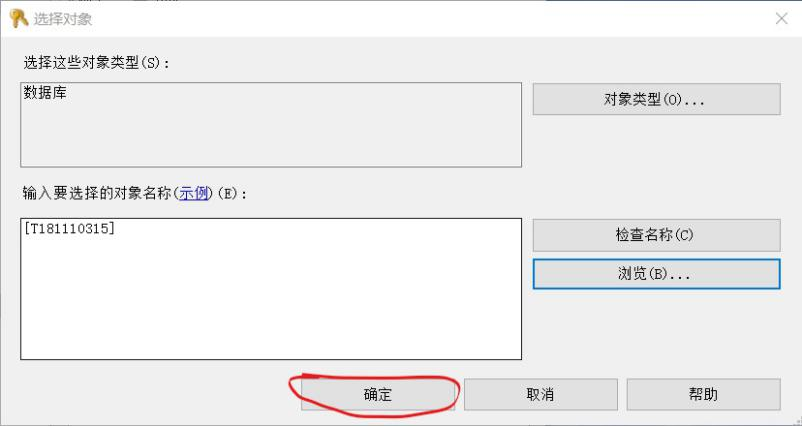 选择对象
选择这些对象类型(S):
数据库
对象类型(O)...
输入要选择的对象名称(示例)(E):
[T181110315]
检查名称(C)
浏览(B)...
确定
取消
帮助